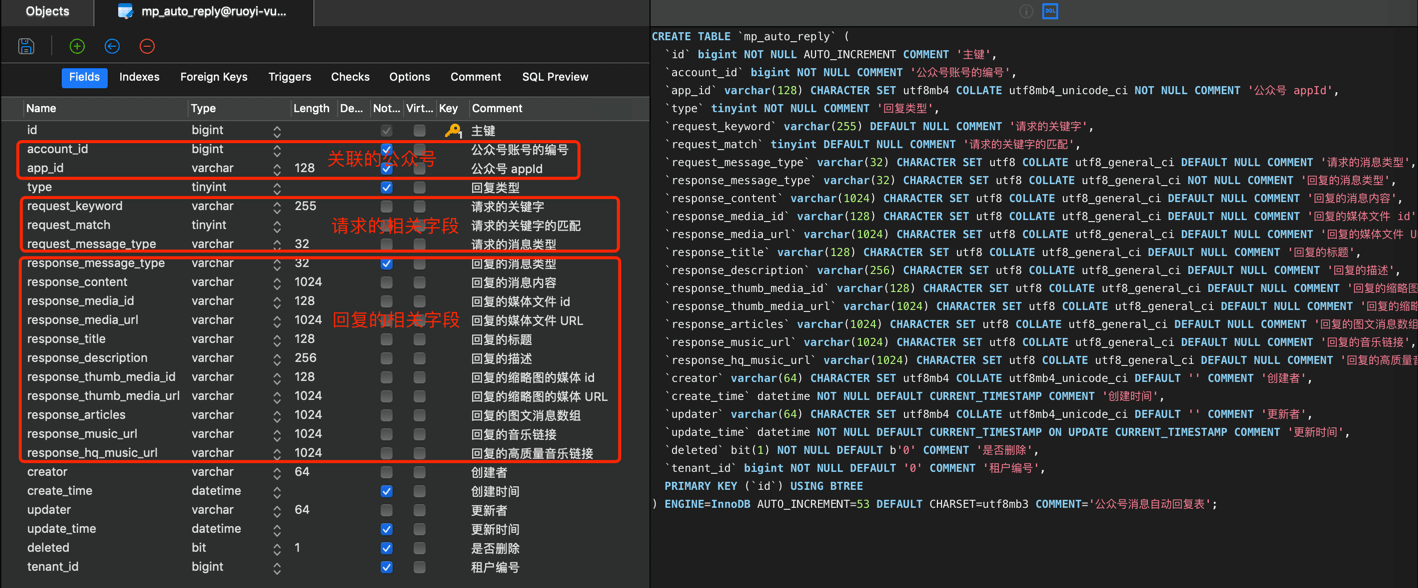 Objects
mp_auto_reply@ruoyi-vu...
Fields Indexes Foreign Keys Triggers Checks Options Comment SQL Preview
Name Type Length De... Not... Virt... Key Comment
id bigint 1 主键
account_id bigint 公众号账号的编号
关联的公众号
app_id varchar 128 公众号 appId
type tinyint 回复类型
request_keyword varchar 255 请求的关键字
request_match tinyint 请求的关键字的匹配
请求的相关字段
request_message_type varchar 32 请求的消息类型
response_message_type varchar 32 回复的消息类型
response_content varchar 1024 回复的消息内容
response_media_id varchar 128 回复的媒体文件 id
response_media_url varchar 1024 回复的媒体文件 URL
回复的相关字段
response_title varchar 128 回复的标题
response_description varchar 256 回复的描述
response_thumb_media_id varchar 128 回复的缩略图的媒体 id
response_thumb_media_url varchar 1024 回复的缩略图的媒体 URL
response_articles varchar 1024 回复的图文消息数组
response_music_url varchar 1024 回复的音乐链接
response_hq_music_url varchar 1024 回复的高质量音乐链接
creator varchar 64 创建者
create_time datetime 创建时间
updater varchar 64 更新者
update_time datetime 更新时间
deleted bit 1 是否删除
tenant_id bigint 租户编号
DDL
CREATE TABLE `mp_auto_reply` (
`id` bigint NOT NULL AUTO_INCREMENT COMMENT '主键',
`account_id` bigint NOT NULL COMMENT '公众号账号的编号',
`app_id` varchar(128) CHARACTER SET utf8mb4 COLLATE utf8mb4_unicode_ci NOT NULL COMMENT '公众号 appId',
`type` tinyint NOT NULL COMMENT '回复类型',
`request_keyword` varchar(255) DEFAULT NULL COMMENT '请求的关键字',
`request_match` tinyint DEFAULT NULL COMMENT '请求的关键字的匹配',
`request_message_type` varchar(32) CHARACTER SET utf8 COLLATE utf8_general_ci DEFAULT NULL COMMENT '请求的消息类型',
`response_message_type` varchar(32) CHARACTER SET utf8 COLLATE utf8_general_ci NOT NULL COMMENT '回复的消息类型',
`response_content` varchar(1024) CHARACTER SET utf8 COLLATE utf8_general_ci DEFAULT NULL COMMENT '回复的消息内容',
`response_media_id` varchar(128) CHARACTER SET utf8 COLLATE utf8_general_ci DEFAULT NULL COMMENT '回复的媒体文件 id'
`response_media_url` varchar(1024) CHARACTER SET utf8 COLLATE utf8_general_ci DEFAULT NULL COMMENT '回复的媒体文件 U
`response_title` varchar(128) CHARACTER SET utf8 COLLATE utf8_general_ci DEFAULT NULL COMMENT '回复的标题',
`response_description` varchar(256) CHARACTER SET utf8 COLLATE utf8_general_ci DEFAULT NULL COMMENT '回复的描述',
`response_thumb_media_id` varchar(128) CHARACTER SET utf8 COLLATE utf8_general_ci DEFAULT NULL COMMENT '回复的缩略图
`response_thumb_media_url` varchar(1024) CHARACTER SET utf8 COLLATE utf8_general_ci DEFAULT NULL COMMENT '回复的缩略
`response_articles` varchar(1024) CHARACTER SET utf8 COLLATE utf8_general_ci DEFAULT NULL COMMENT '回复的图文消息数组
`response_music_url` varchar(1024) CHARACTER SET utf8 COLLATE utf8_general_ci DEFAULT NULL COMMENT '回复的音乐链接',
`response_hq_music_url` varchar(1024) CHARACTER SET utf8 COLLATE utf8_general_ci DEFAULT NULL COMMENT '回复的高质量音
`creator` varchar(64) CHARACTER SET utf8mb4 COLLATE utf8mb4_unicode_ci DEFAULT '' COMMENT '创建者',
`create_time` datetime NOT NULL DEFAULT CURRENT_TIMESTAMP COMMENT '创建时间',
`updater` varchar(64) CHARACTER SET utf8mb4 COLLATE utf8mb4_unicode_ci DEFAULT '' COMMENT '更新者',
`update_time` datetime NOT NULL DEFAULT CURRENT_TIMESTAMP ON UPDATE CURRENT_TIMESTAMP COMMENT '更新时间',
`deleted` bit(1) NOT NULL DEFAULT b'0' COMMENT '是否删除',
`tenant_id` bigint NOT NULL DEFAULT '0' COMMENT '租户编号',
PRIMARY KEY (`id`) USING BTREE
) ENGINE=InnoDB AUTO_INCREMENT=53 DEFAULT CHARSET=utf8mb3 COMMENT='公众号消息自动回复表';